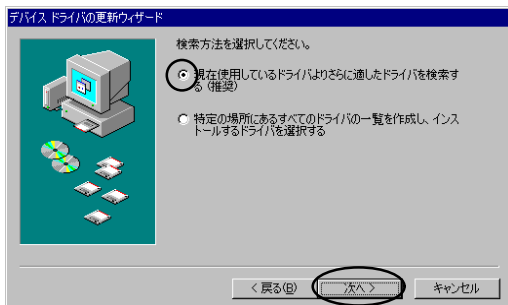 デバイス ドライバの更新ウィザード
検索方法を選択してください。
現在使用しているドライバよりさらに適したドライバを検索す
る (推奨)
特定の場所にあるすべてのドライバの一覧を作成し、インス
トールするドライバを選択する
< 戻る(B)
次へ >
キャンセル